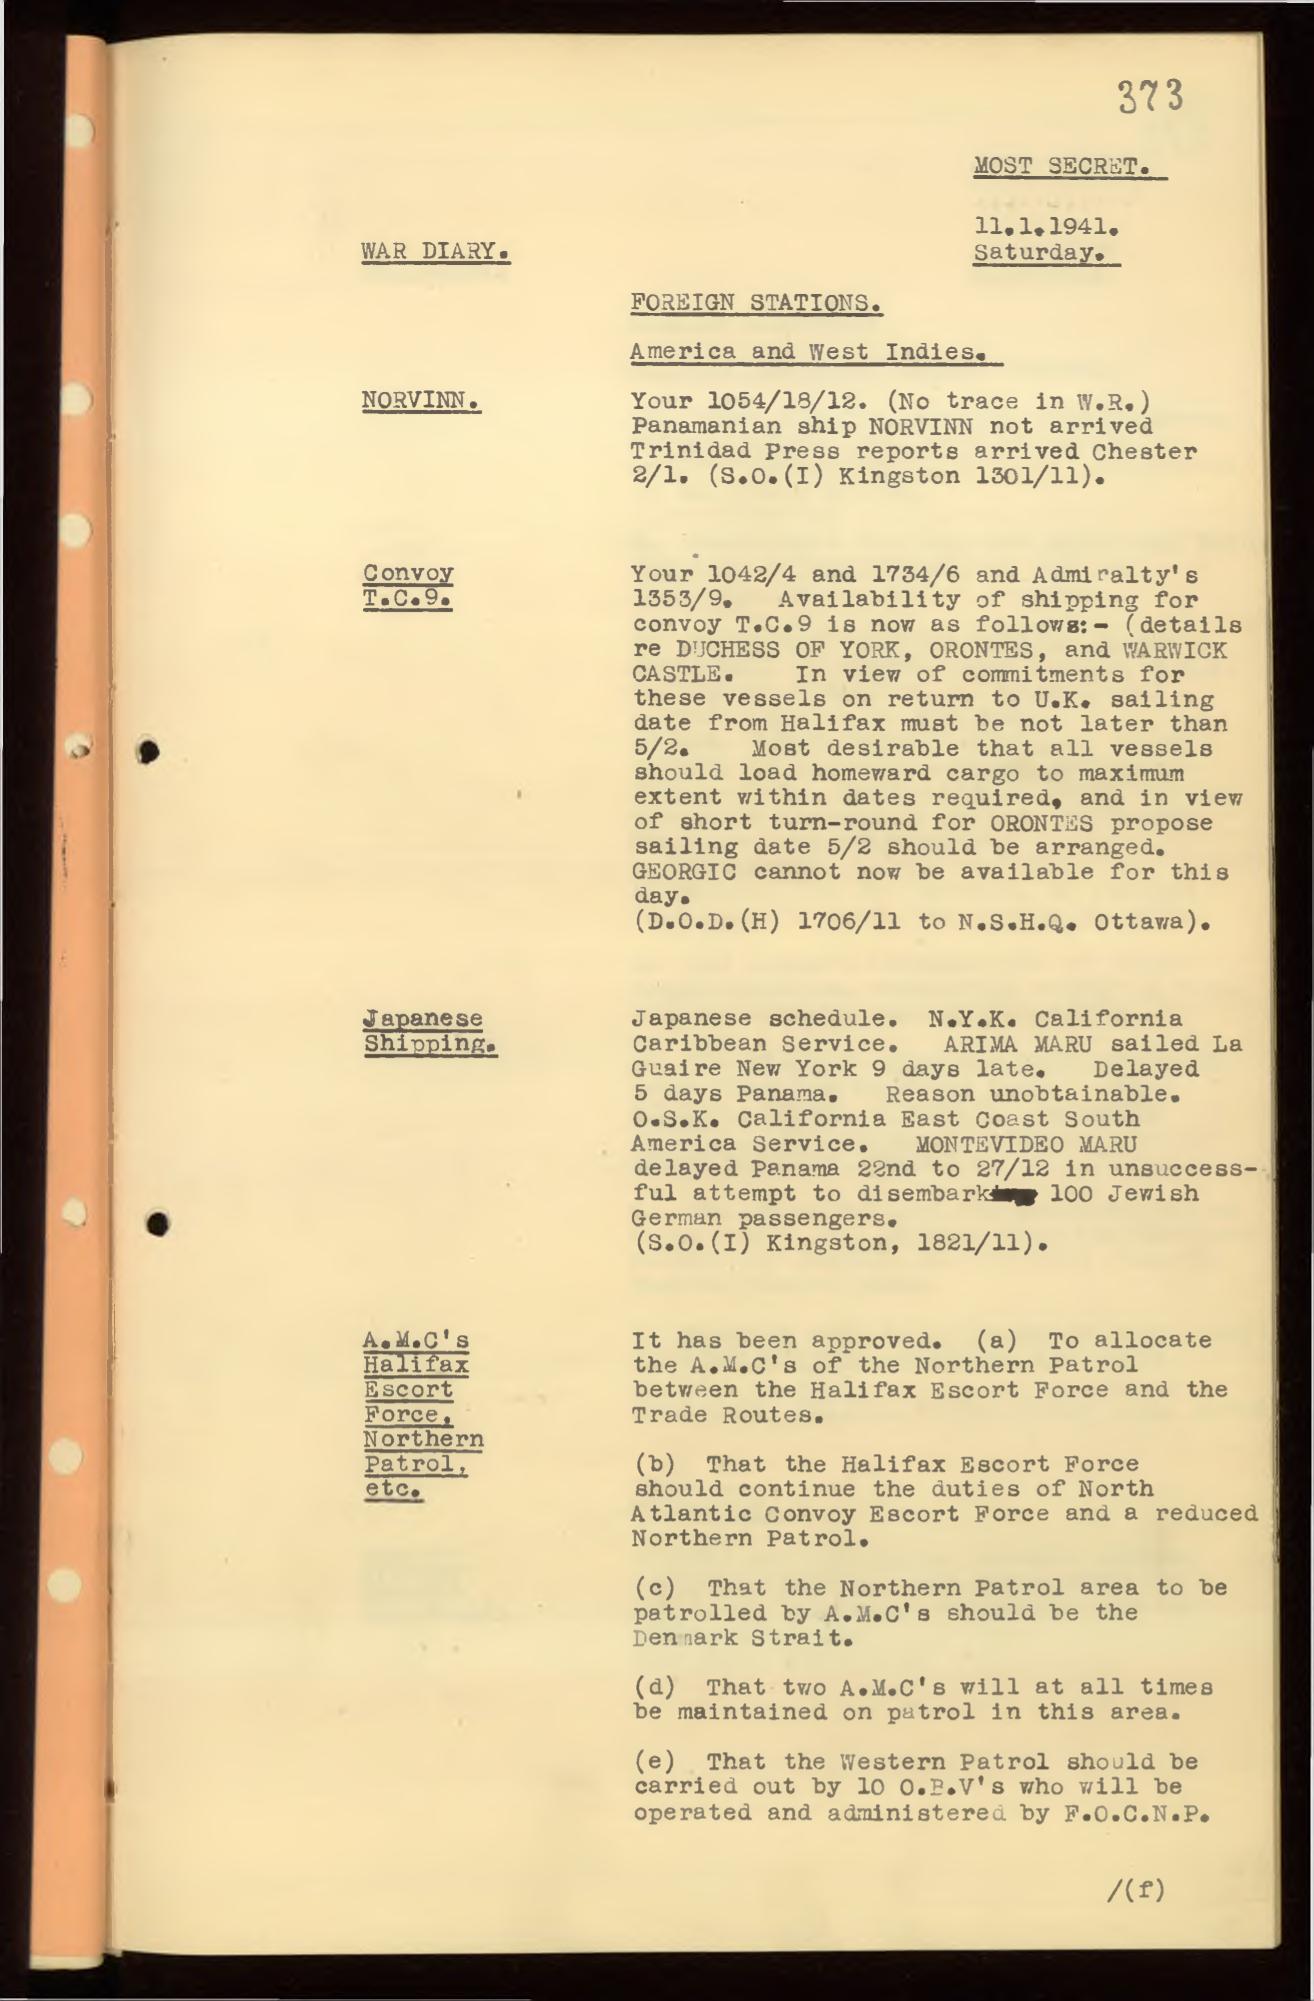 373
MOST SECRET.
11.1.1941.
Saturday.
WAR DIARY.
FOREIGN STATIONS.
America and West Indies.
NORVINN.
Your 1054/18/12. (No trace in W.R.)
Panamanian ship NORVINN not arrived
Trinidad Press reports arrived Chester
2/1. (S.O.(I) Kingston 1301/11).
Convoy
T.C.9.
Your 1042/4 and 1734/6 and Admiralty's
1353/9. Availability of shipping for
convoy T.C.9 is now as follows:- (details
re DUCHESS OF YORK, ORONTES, and WARWICK
CASTLE. In view of commitments for
these vessels on return to U.K. sailing
date from Halifax must be not later than
5/2. Most desirable that all vessels
should load homeward cargo to maximum
extent within dates required, and in view
of short turn-round for ORONTES propose
sailing date 5/2 should be arranged.
GEORGIC cannot now be available for this
day.
(D.O.D.(H) 1706/11 to N.S.H.Q. Ottawa).
Japanese
Shipping.
Japanese schedule. N.Y.K. California
Caribbean Service. ARIMA MARU sailed La
Guaire New York 9 days late. Delayed
5 days Panama. Reason unobtainable.
O.S.K. California East Coast South
America Service. MONTEVIDEO MARU
delayed Panama 22nd to 27/12 in unsuccess-
ful attempt to disembark 100 Jewish
German passengers.
(S.O.(I) Kingston, 1821/11).
A.M.C's
Halifax
Escort
Force,
Northern
Patrol,
etc.
It has been approved. (a) To allocate
the A.M.C's of the Northern Patrol
between the Halifax Escort Force and the
Trade Routes.
(b) That the Halifax Escort Force
should continue the duties of North
Atlantic Convoy Escort Force and a reduced
Northern Patrol.
(c) That the Northern Patrol area to be
patrolled by A.M.C's should be the
Denmark Strait.
(d) That two A.M.C's will at all times
be maintained on patrol in this area.
(e) That the Western Patrol should be
carried out by 10 O.B.V's who will be
operated and administered by F.O.C.N.P.
/(f)